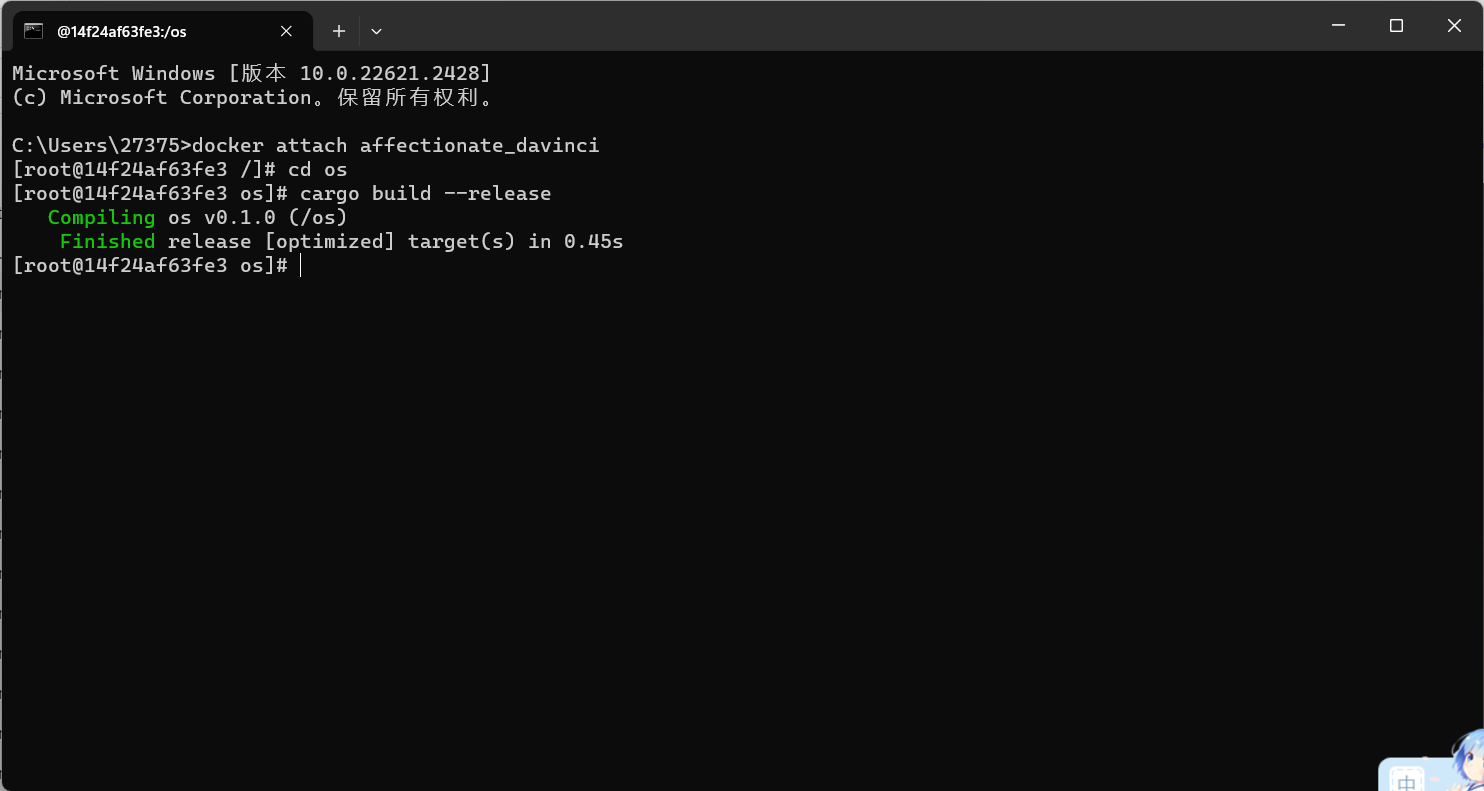 @14f24af63fe3:/os
Microsoft Windows [版本 10.0.22621.2428]
(c) Microsoft Corporation。保留所有权利。
C:\Users\27375>docker attach affectionate_davinci
[root@14f24af63fe3 /]# cd os
[root@14f24af63fe3 os]# cargo build --release
Compiling os v0.1.0 (/os)
Finished release [optimized] target(s) in 0.45s
[root@14f24af63fe3 os]#
中